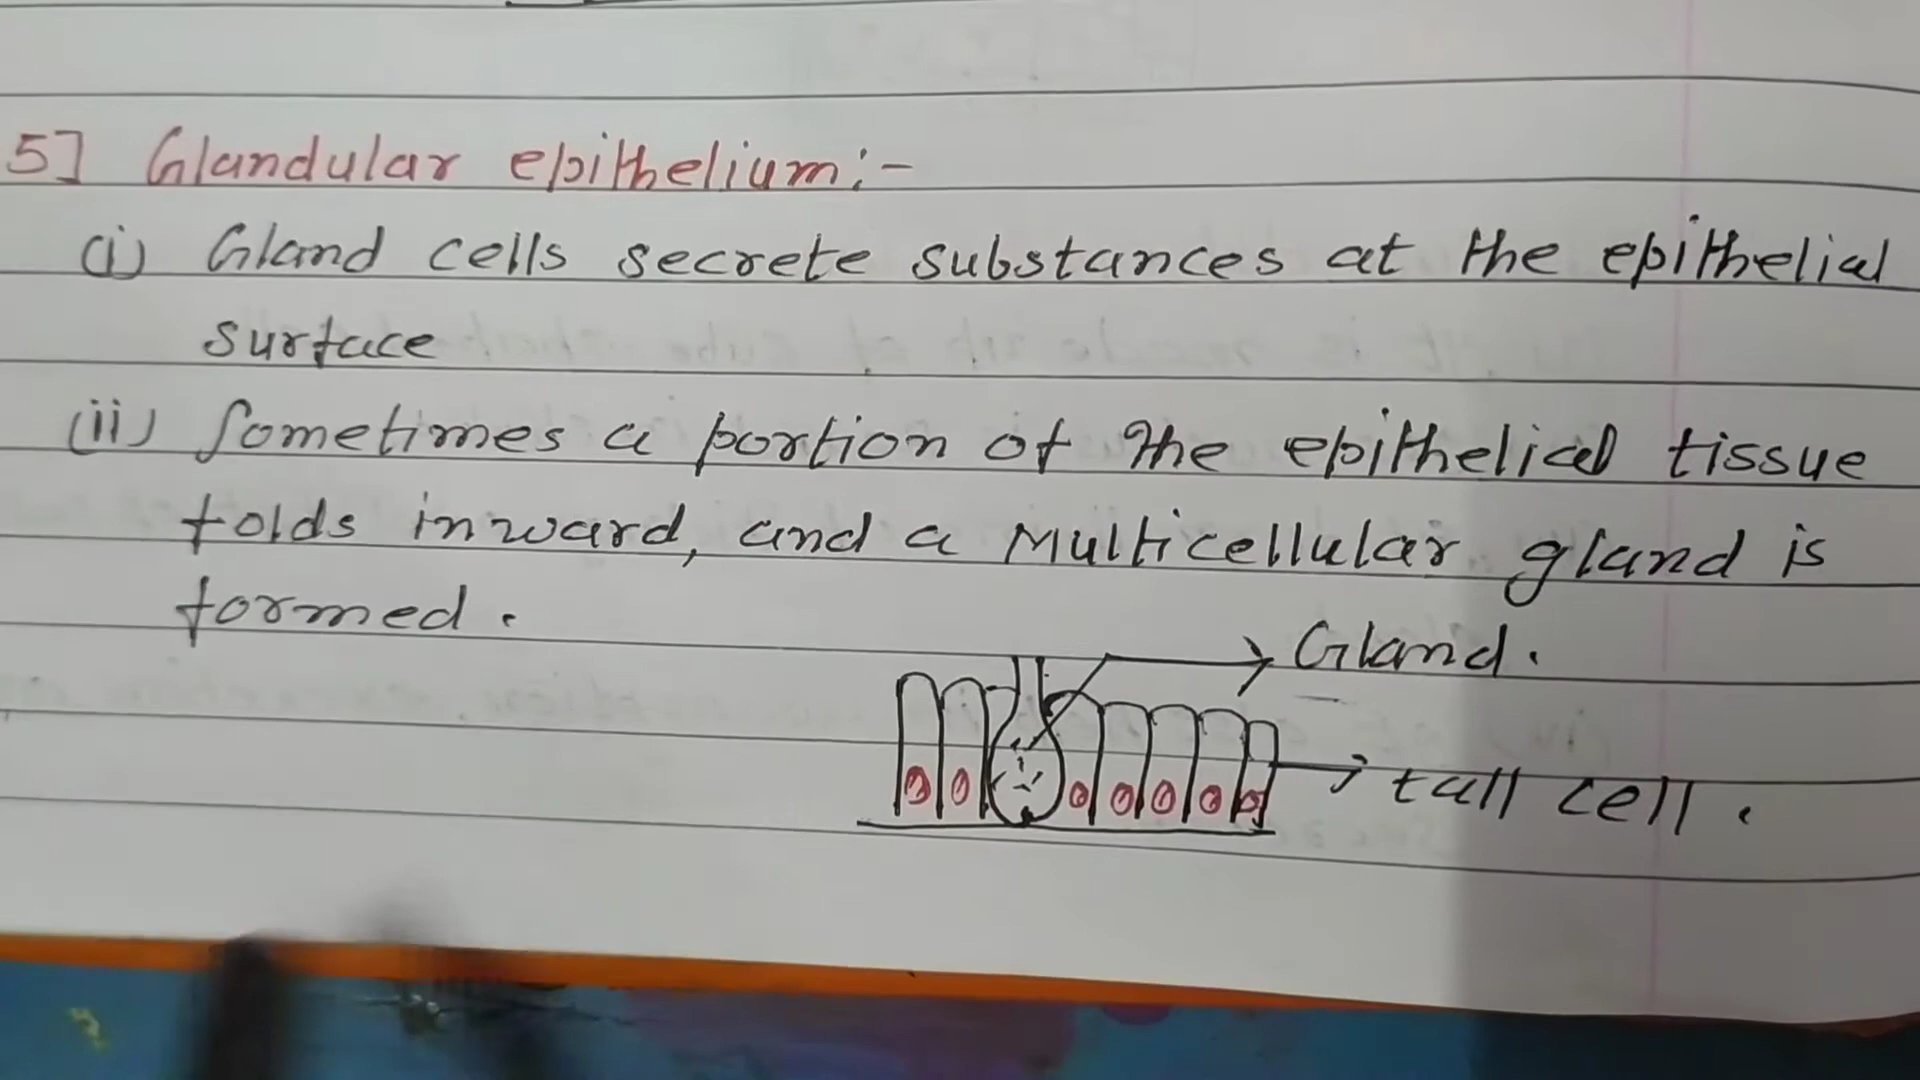 5] Glandular epithelium:-
(i) Gland cells secrete substances at the epithelial
surface
(ii) Sometimes a portion of the epithelial tissue
folds inward, and a Multicellular gland is
formed.
Gland.
tall cell.